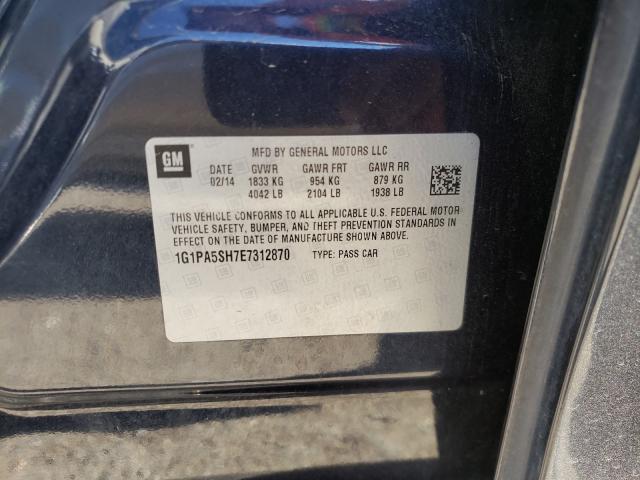 GM MFD BY GENERAL MOTORS LLC
DATE GVWR GAWR FRT GAWR RR
02/14 1833 KG 954 KG 879 KG
4042 LB 2104 LB 1938 LB
THIS VEHICLE CONFORMS TO ALL APPLICABLE U.S. FEDERAL MOTOR
VEHICLE SAFETY, BUMPER, AND THEFT PREVENTION STANDARDS IN
EFFECT ON THE DATE OF MANUFACTURE SHOWN ABOVE.
1G1PA5SH7E7312870 TYPE: PASS CAR